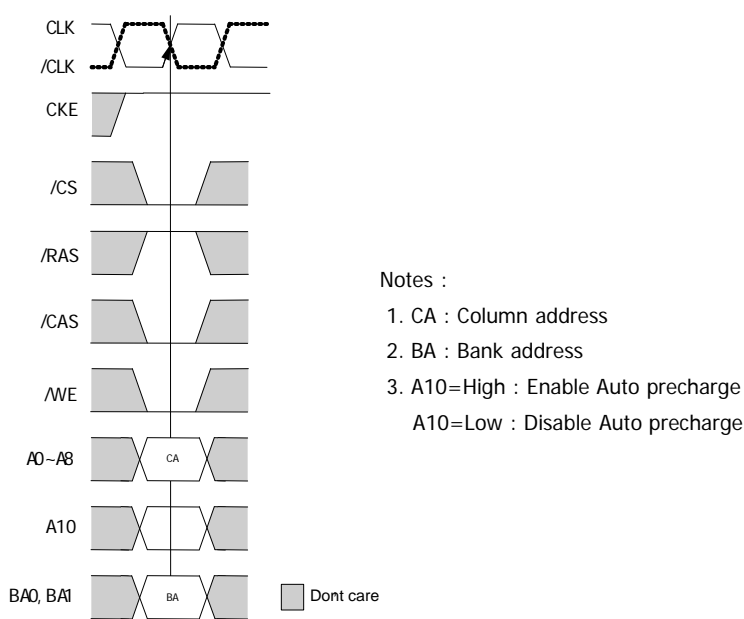 CLK
/CLK
CKE
/CS
/RAS
/CAS
/WE
A0~A8
CA
A10
BA0, BA1
BA
Dont care
Notes :
1. CA : Column address
2. BA : Bank address
3. A10=High : Enable Auto precharge
A10=Low : Disable Auto precharge